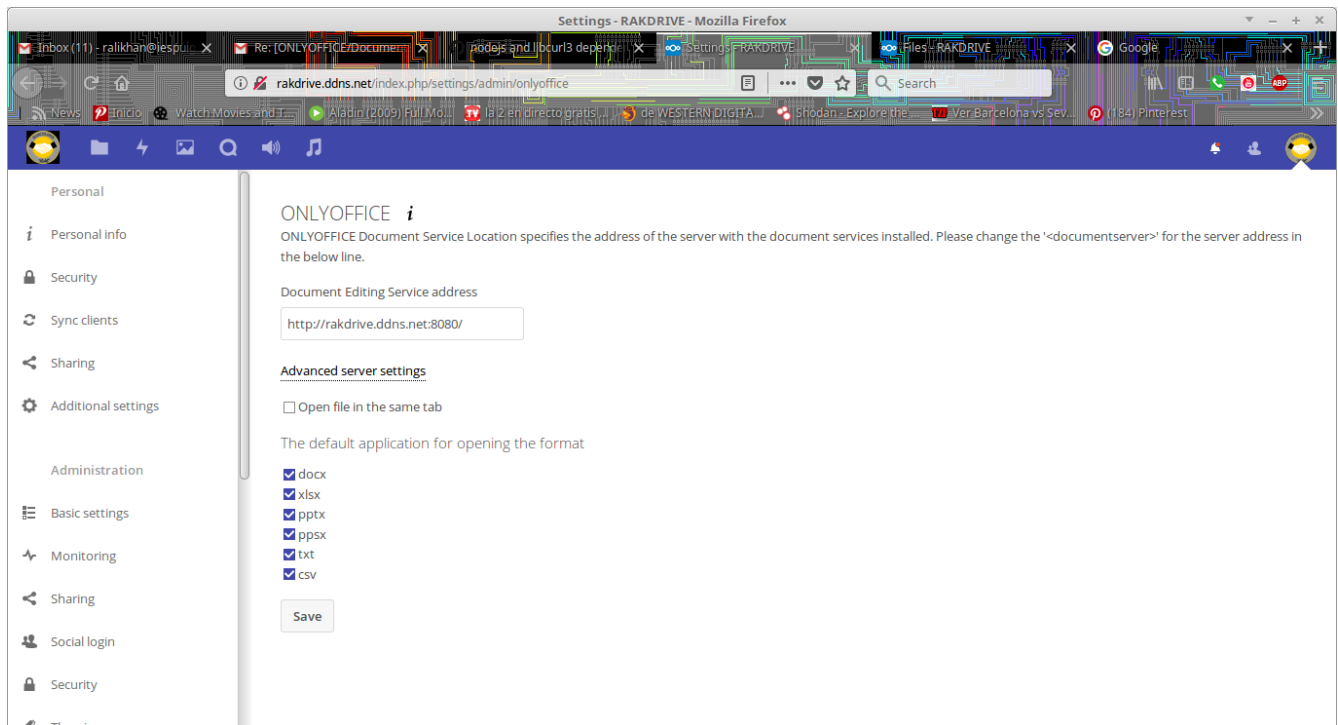 Settings - RAKDRIVE - Mozilla Firefox
Inbox (11) - ralikhan@iespuic
Re: [ONLYOFFICE/Documen
nodejs and libcurl3 depende
Settings - RAKDRIVE
Files - RAKDRIVE
Google
rakdrive.ddns.net/index.php/settings/admin/onlyoffice
Search
ABP
News
Inicio
Watch Movies and T...
Aladin (2009) Full Mo...
la 2 en directo gratis,...
de WESTERN DIGITA...
Shodan - Explore the ...
Ver Barcelona vs Sev...
(184) Pinterest
Personal
Personal info
Security
Sync clients
Sharing
Additional settings
Administration
Basic settings
Monitoring
Sharing
Social login
Security
ONLYOFFICE i
ONLYOFFICE Document Service Location specifies the address of the server with the document services installed. Please change the '<documentserver>' for the server address in
the below line.
Document Editing Service address
http://rakdrive.ddns.net:8080/
Advanced server settings
Open file in the same tab
The default application for opening the format
docx
xlsx
pptx
ppsx
txt
csv
Save